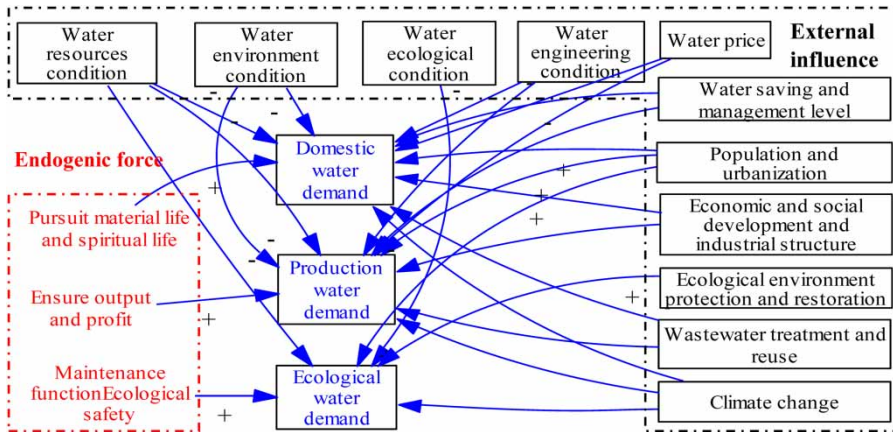 Water
resources
condition
Water
environment
condition
Water
ecological
condition
Water
engineering
condition
Water price
External
influence
Water saving and
management level
Population and
urbanization
Economic and social
development and
industrial structure
Ecological environment
protection and restoration
Wastewater treatment and
reuse
Climate change
Endogenic force
Pursuit material life
and spiritual life
Ensure output
and profit
Maintenance
functionEcological
safety
Domestic
water
demand
Production
water
demand
Ecological
water
demand
- - - - - - - -
+ + + + + + +